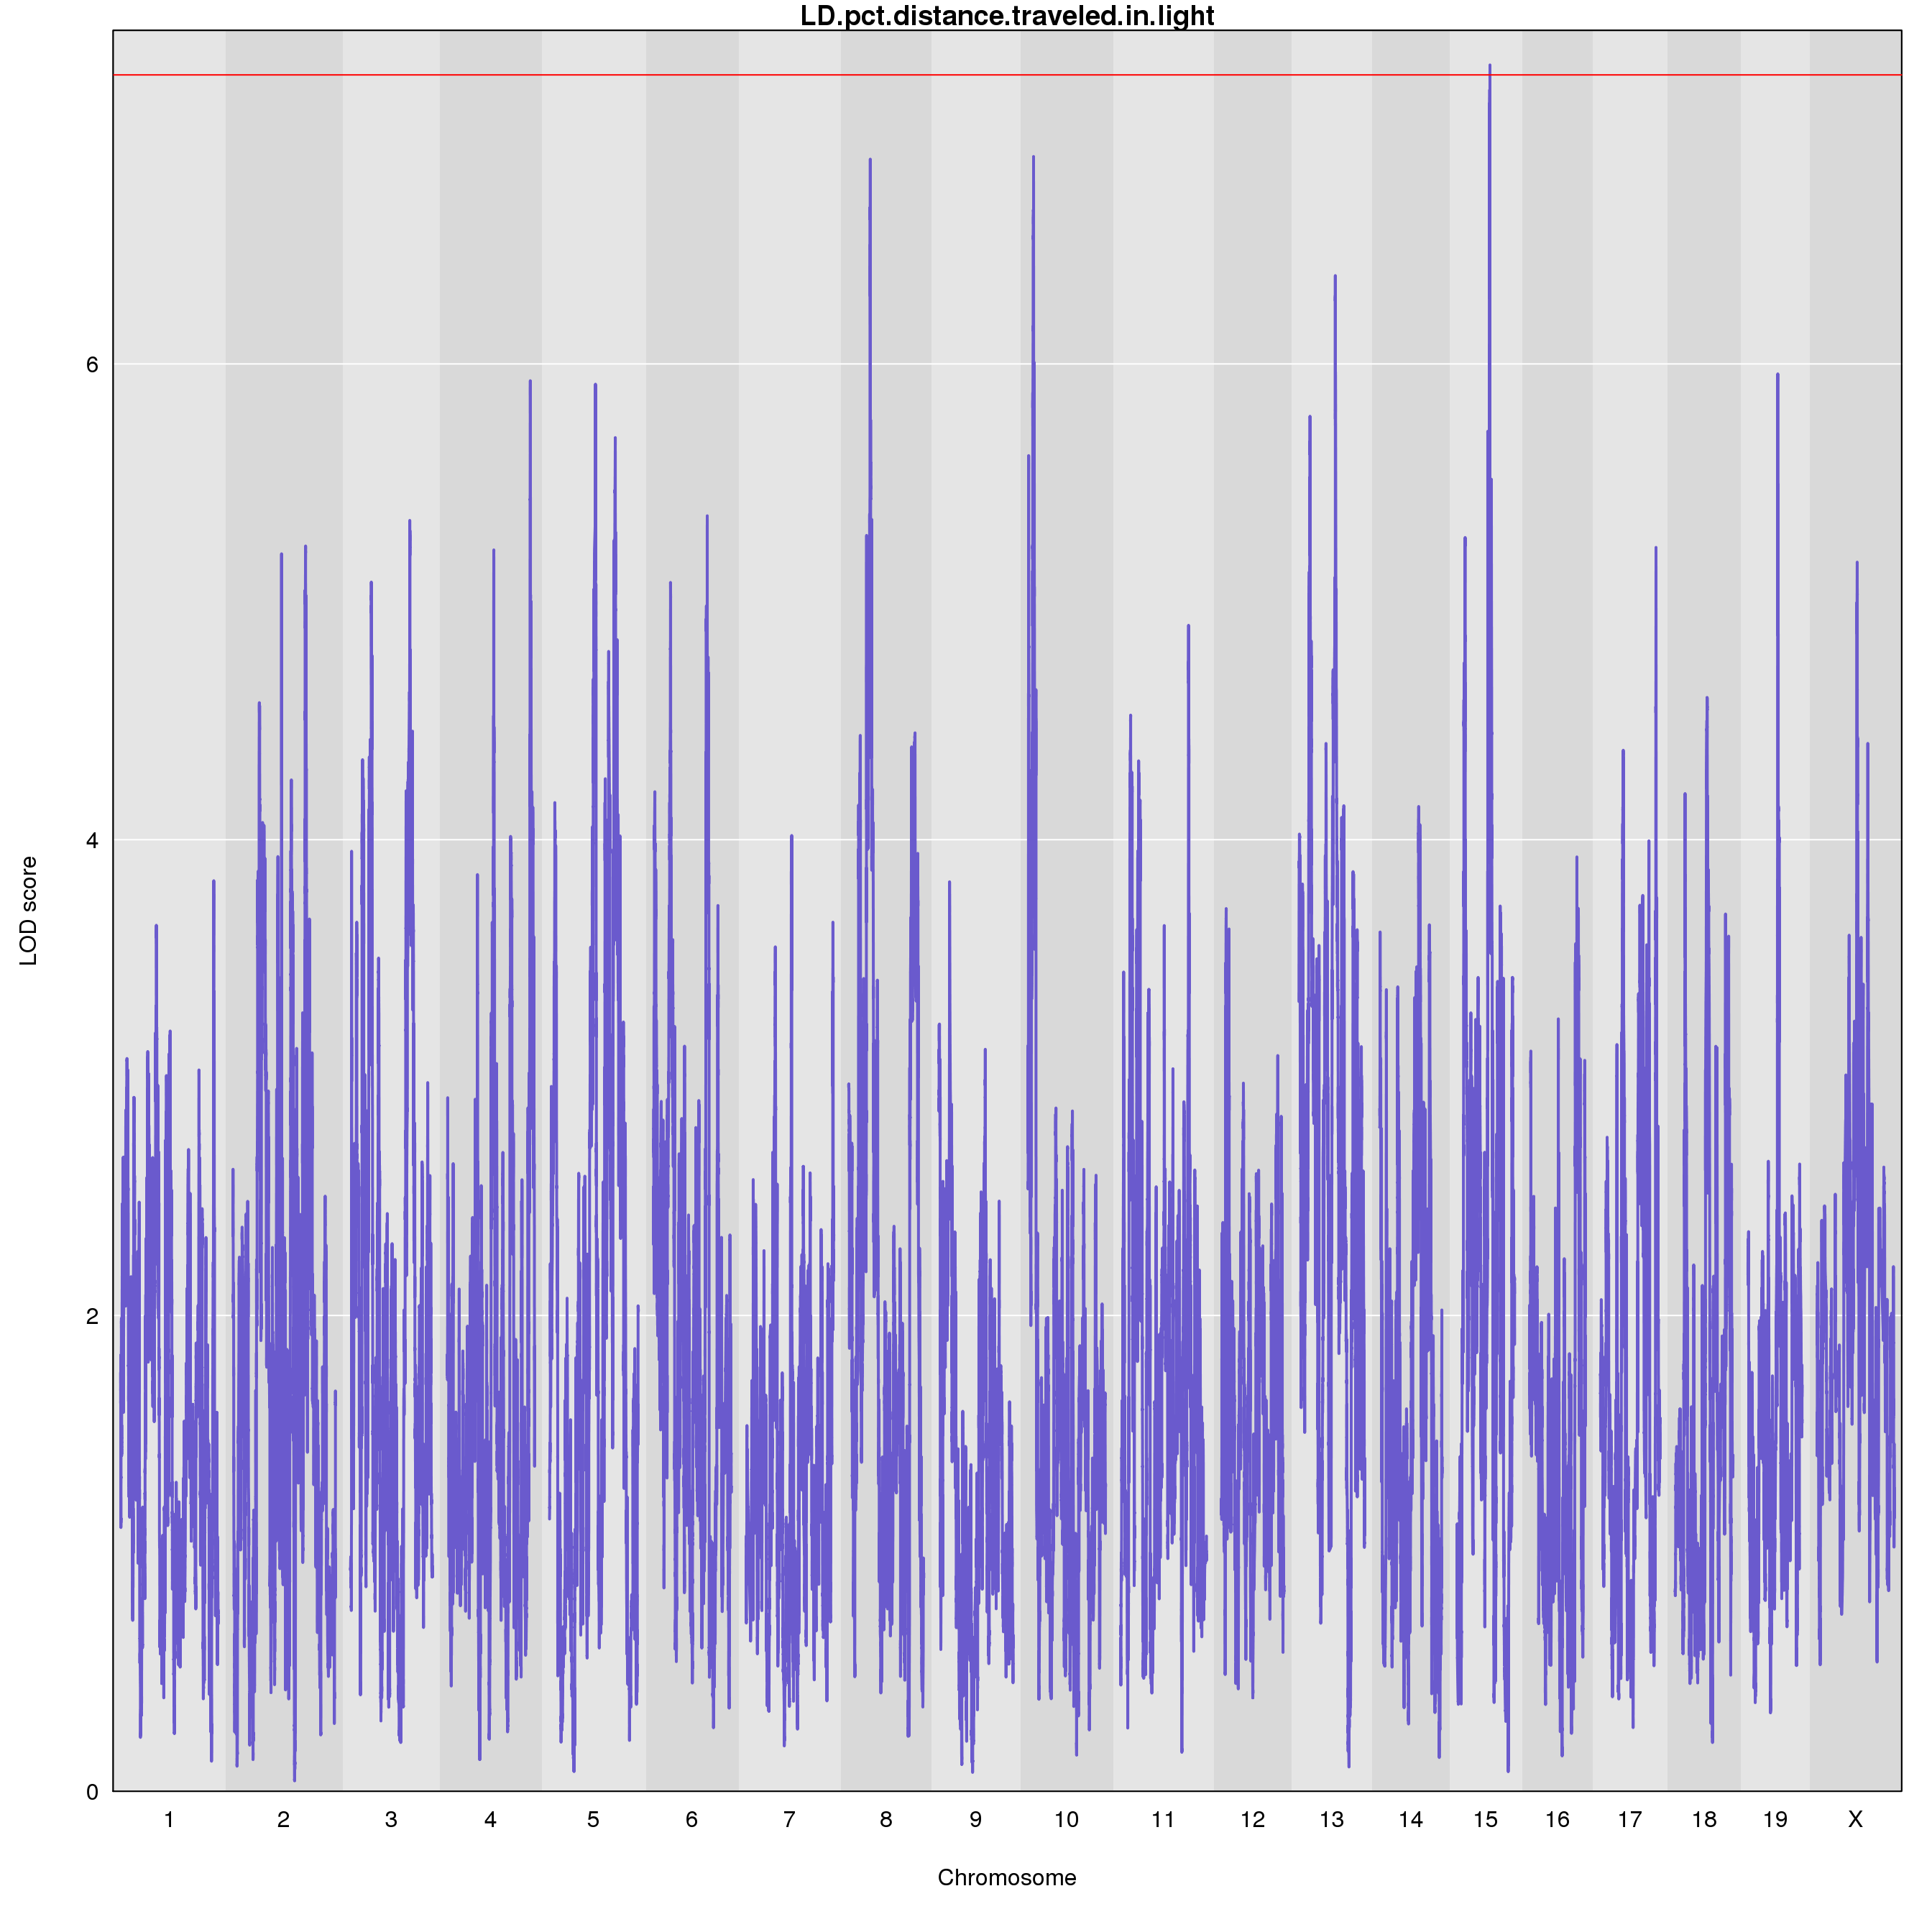 LD.pct.distance.traveled.in.light
6
4
2
0
LOD score
1 2 3 4 5 6 7 8 9 10 11 12 13 14 15 16 17 18 19 X
Chromosome